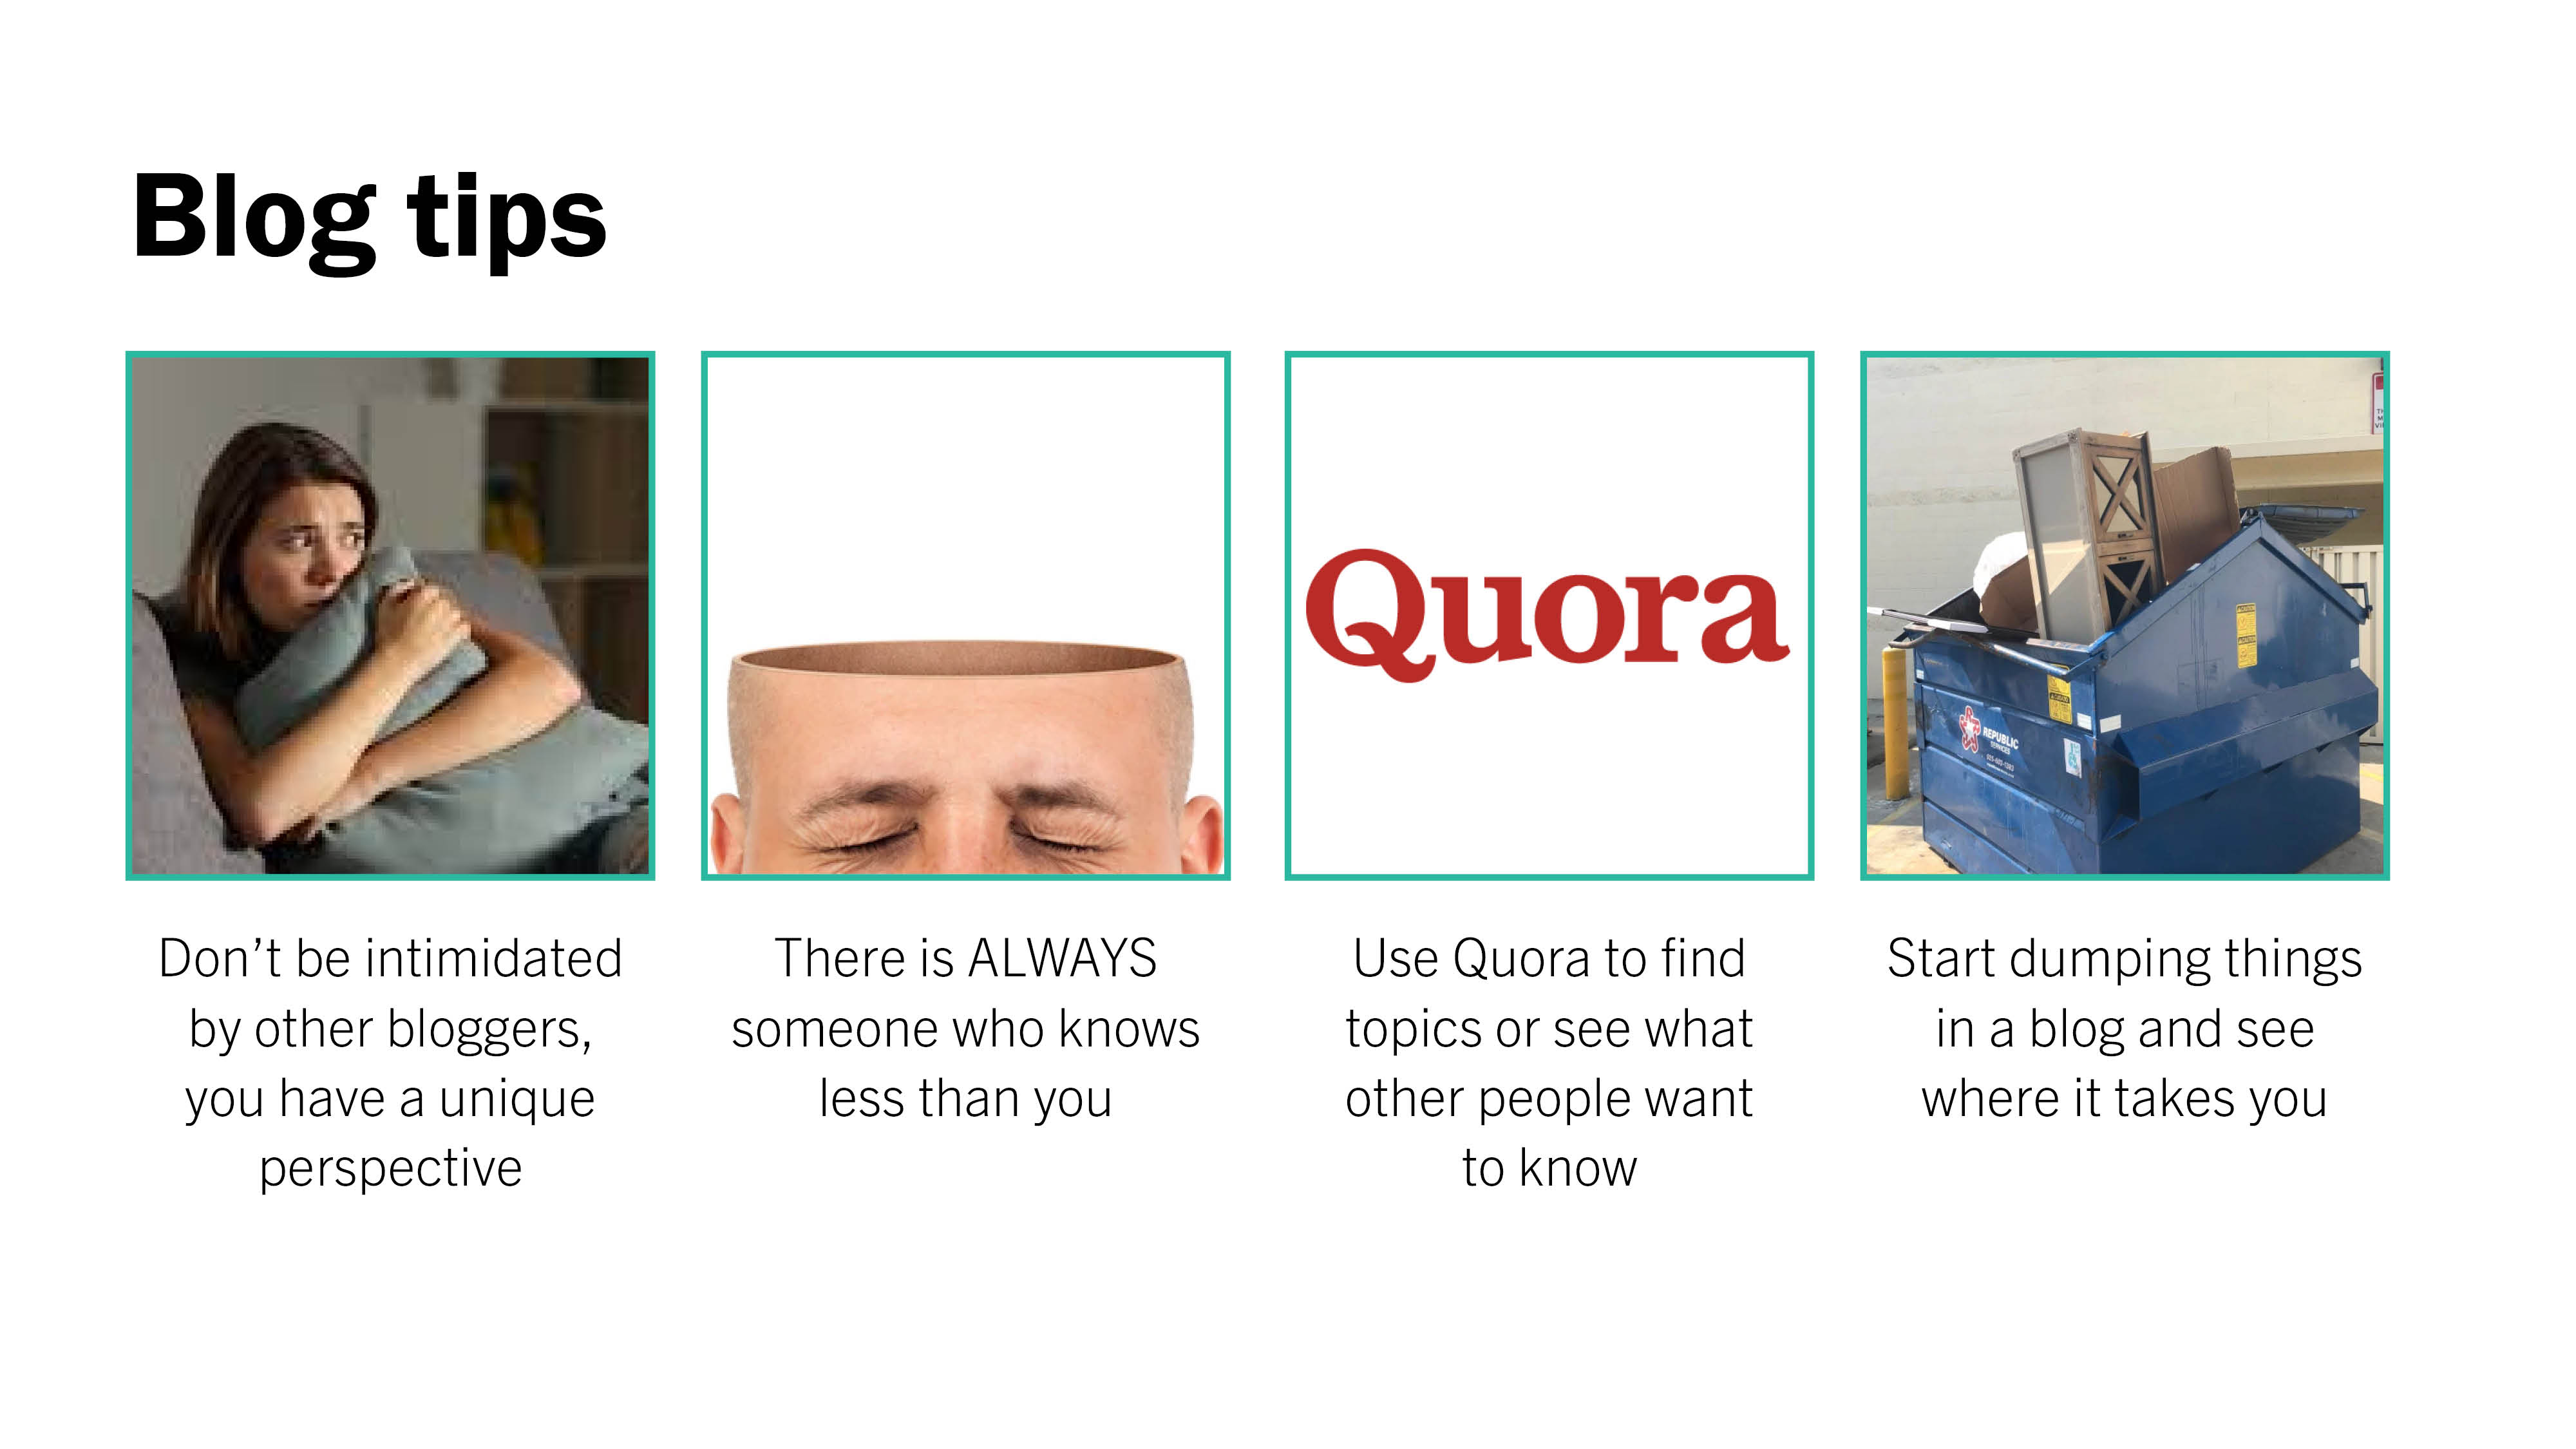 Blog tips
Quora
REPUBLIC
SERVICES
Don’t be intimidated
by other bloggers,
you have a unique
perspective
There is ALWAYS
someone who knows
less than you
Use Quora to find
topics or see what
other people want
to know
Start dumping things
in a blog and see
where it takes you